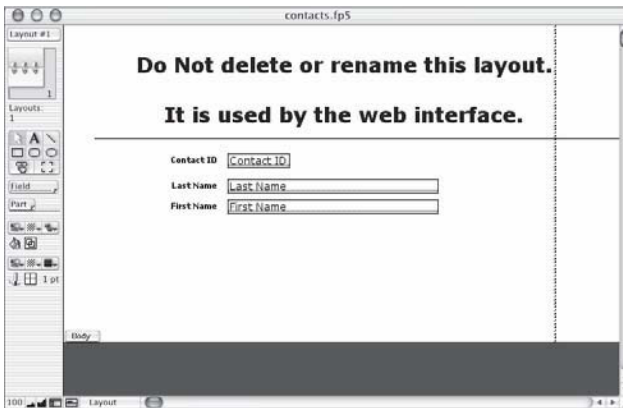 contacts.fp5
Layout #1
1
Layouts:
1
Field
Part
1 pt
Do Not delete or rename this layout.
It is used by the web interface.
Contact ID Contact ID
Last Name Last Name
First Name First Name
Body
100 Layout